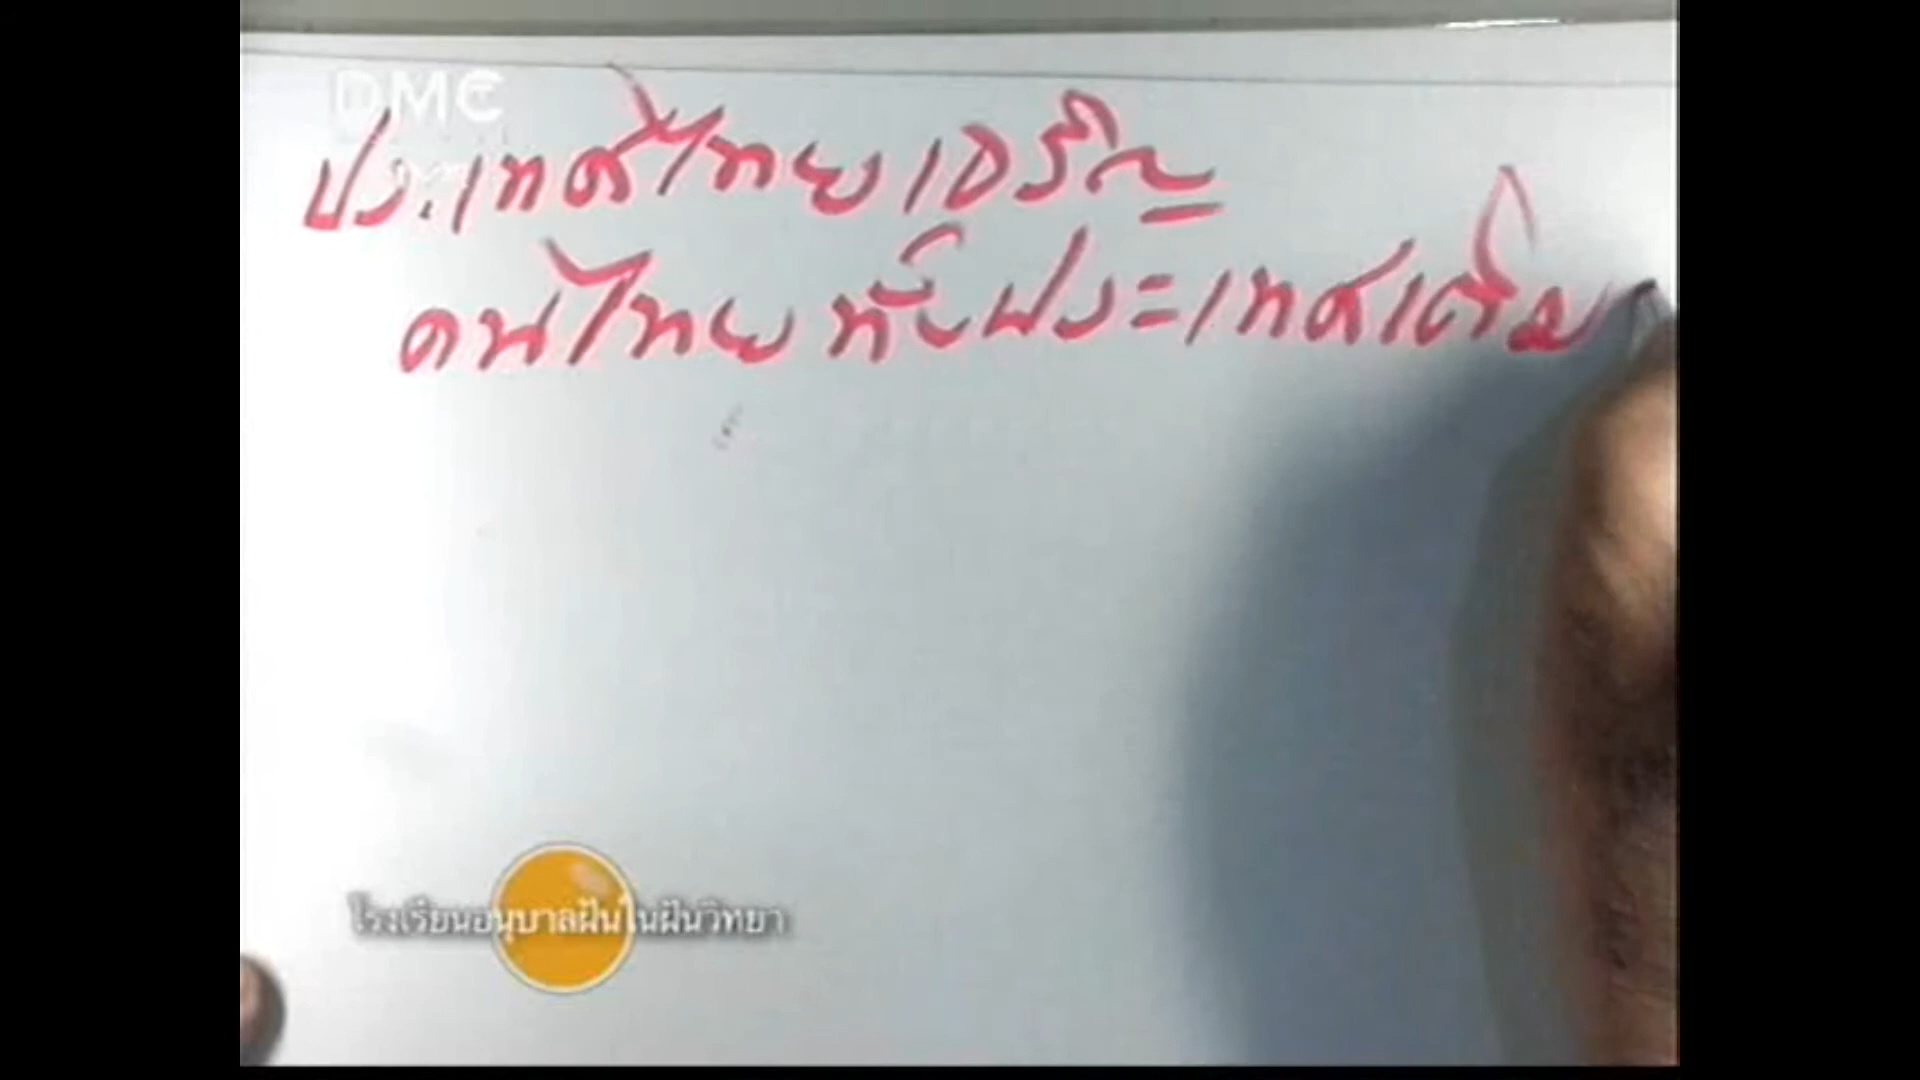 DMC
ประเทศไทยเจริญ
คนไทยทั้งประเทศเดิม
โรงเรียนอนุบาลฝันในฝันวิทยา